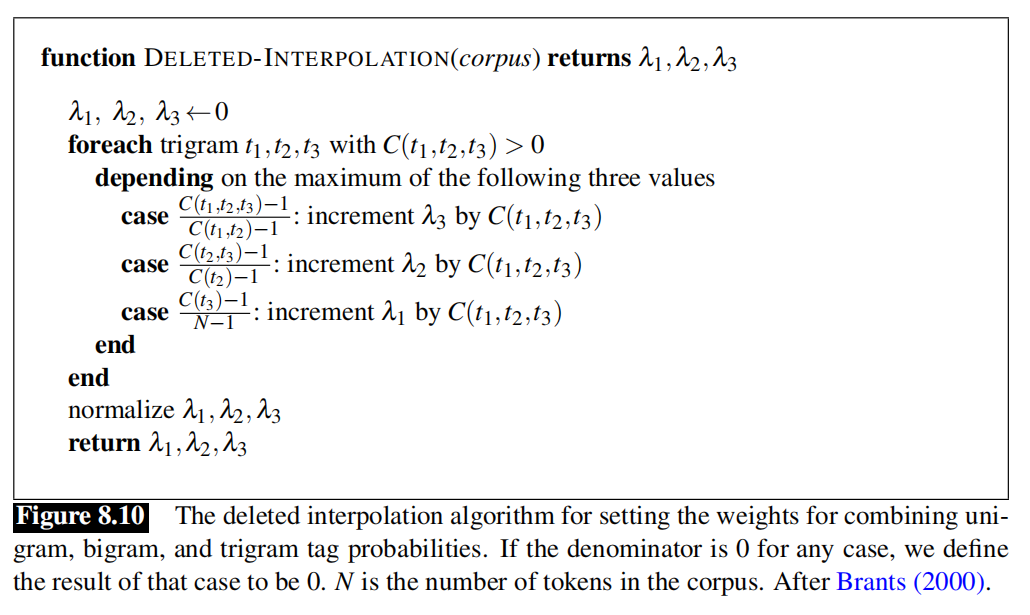 function DELETED-INTERPOLATION(corpus) returns λ1, λ2, λ3
λ1, λ2, λ3 ← 0
foreach trigram t1, t2, t3 with C(t1, t2, t3) > 0
depending on the maximum of the following three values
case C(t1,t2,t3)−1 / C(t1,t2)−1 : increment λ3 by C(t1, t2, t3)
case C(t2,t3)−1 / C(t2)−1 : increment λ2 by C(t1, t2, t3)
case C(t3)−1 / N−1 : increment λ1 by C(t1, t2, t3)
end
end
normalize λ1, λ2, λ3
return λ1, λ2, λ3
Figure 8.10 The deleted interpolation algorithm for setting the weights for combining uni-
gram, bigram, and trigram tag probabilities. If the denominator is 0 for any case, we define
the result of that case to be 0. N is the number of tokens in the corpus. After Brants (2000).